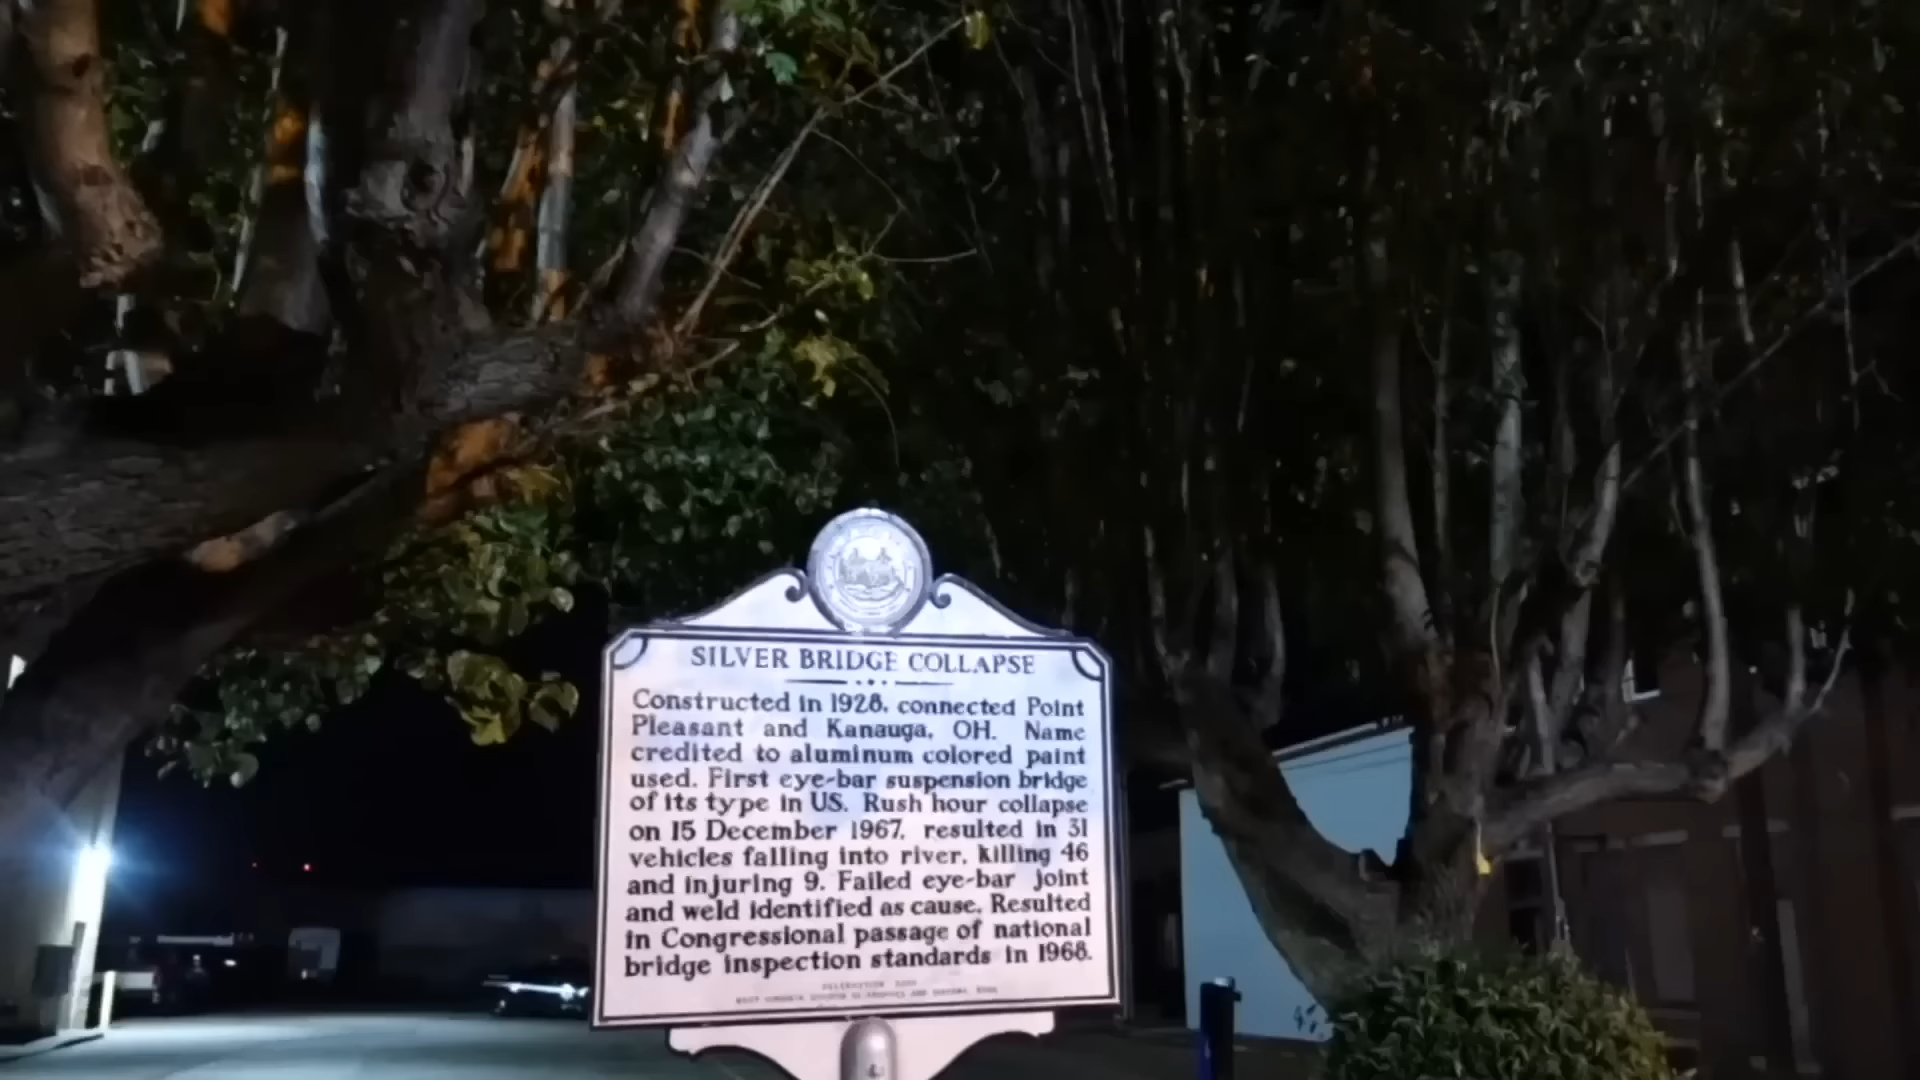 SILVER BRIDGE COLLAPSE
Constructed in 1928, connected Point
Pleasant and Kanauga, OH. Name
credited to aluminum colored paint
used. First eye-bar suspension bridge
of its type in US. Rush hour collapse
on 15 December 1967, resulted in 31
vehicles falling into river, killing 46
and injuring 9. Failed eye-bar joint
and weld identified as cause. Resulted
in Congressional passage of national
bridge inspection standards in 1968.